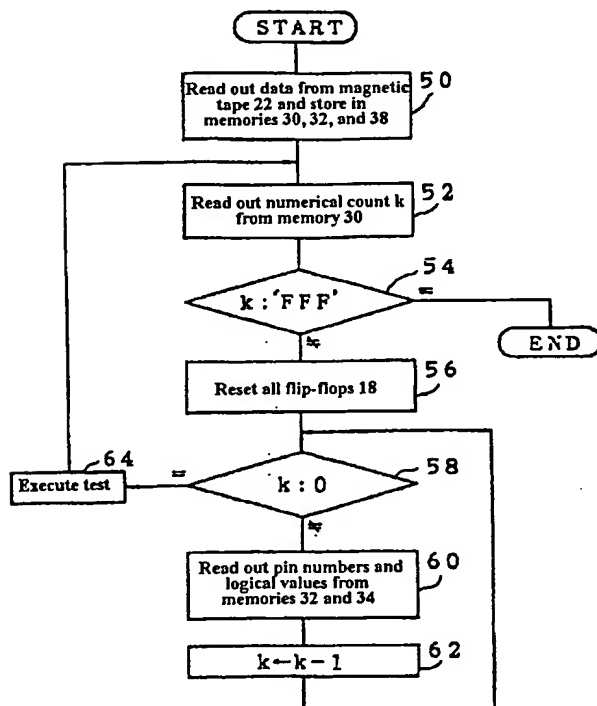 START
50
Read out data from magnetic
tape 22 and store in
memories 30, 32, and 38
52
Read out numerical count k
from memory 30
54
k : 'FFF'
=
≒
END
56
Reset all flip-flops 18
64
Execute test
=
58
k : 0
≒
60
Read out pin numbers and
logical values from
memories 32 and 34
62
k←k−1